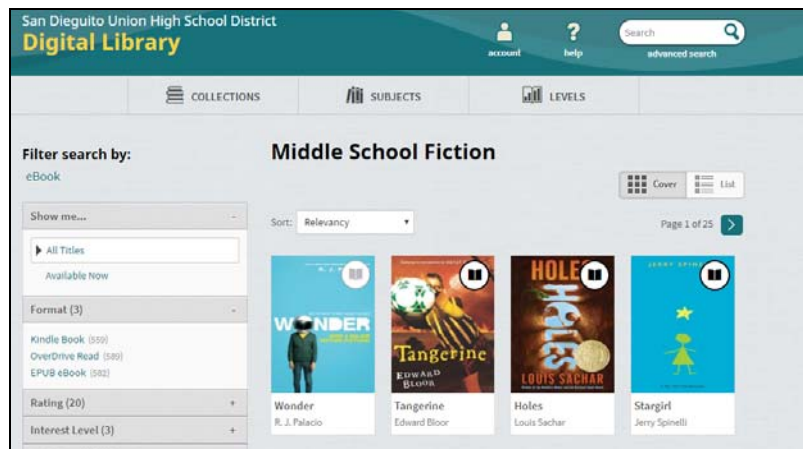 San Dieguito Union High School District
Digital Library
account
help
Search
advanced search
COLLECTIONS
SUBJECTS
LEVELS
Filter search by:
eBook
Show me... -
All Titles
Available Now
Format (3) -
Kindle Book (559)
OverDrive Read (589)
EPUB eBook (582)
Rating (20) +
Interest Level (3) +
Middle School Fiction
Cover
List
Sort: Relevancy
Page 1 of 25 >
WONDER
Tangerine
EDWARD
BLOOR
HOLES
LOUIS SACHAR
JERRY
Wonder
R. J. Palacio
Tangerine
Edward Bloor
Holes
Louis Sachar
Stargirl
Jerry Spinelli